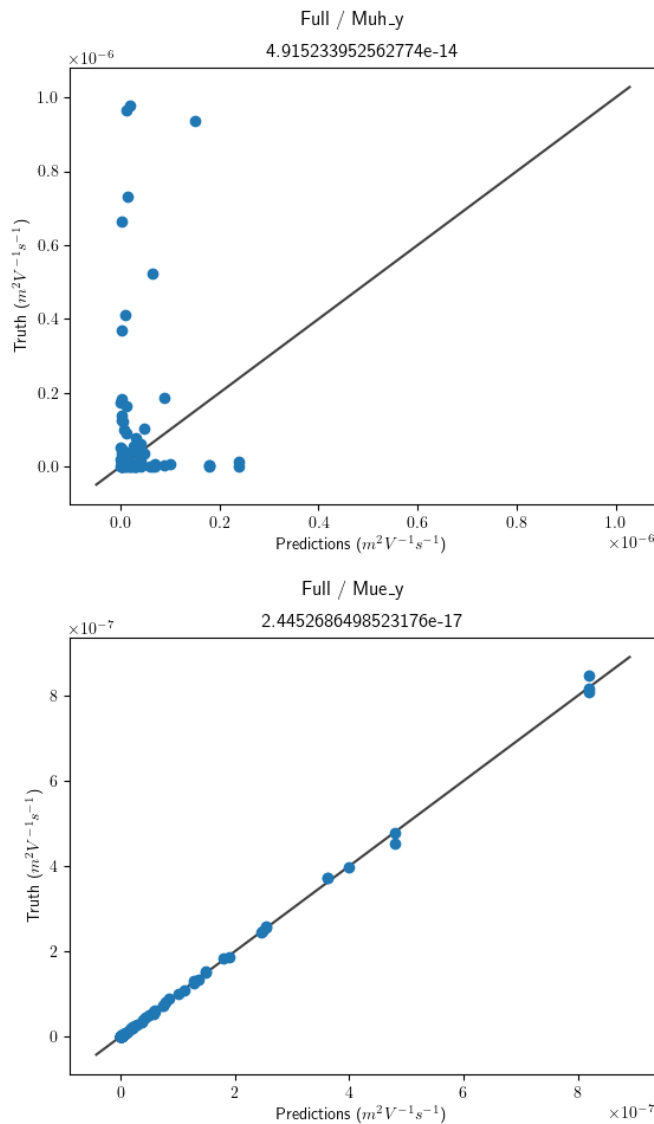 Full / Muh_y
4.915233952562774e-14
×10⁻⁶
1.0
0.8
0.6
0.4
0.2
0.0
Truth (m²V⁻¹s⁻¹)
0.0 0.2 0.4 0.6 0.8 1.0
×10⁻⁶
Predictions (m²V⁻¹s⁻¹)
Full / Mue_y
2.4452686498523176e-17
×10⁻⁷
8
6
4
2
0
Truth (m²V⁻¹s⁻¹)
0 2 4 6 8
×10⁻⁷
Predictions (m²V⁻¹s⁻¹)